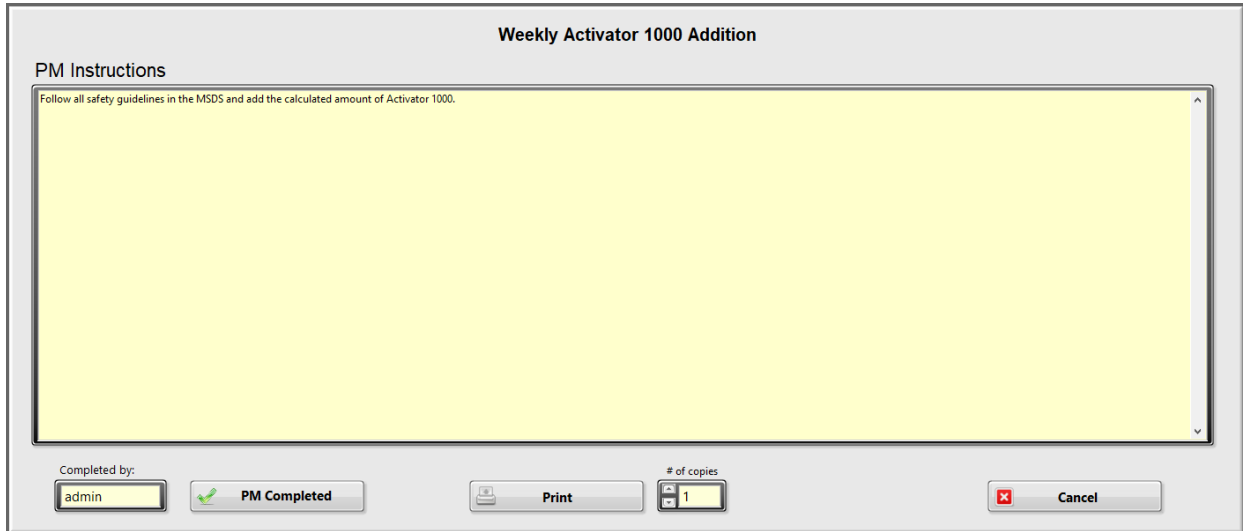 Weekly Activator 1000 Addition
PM Instructions
Follow all safety guidelines in the MSDS and add the calculated amount of Activator 1000.
Completed by:
# of copies
admin
PM Completed
Print
1
Cancel